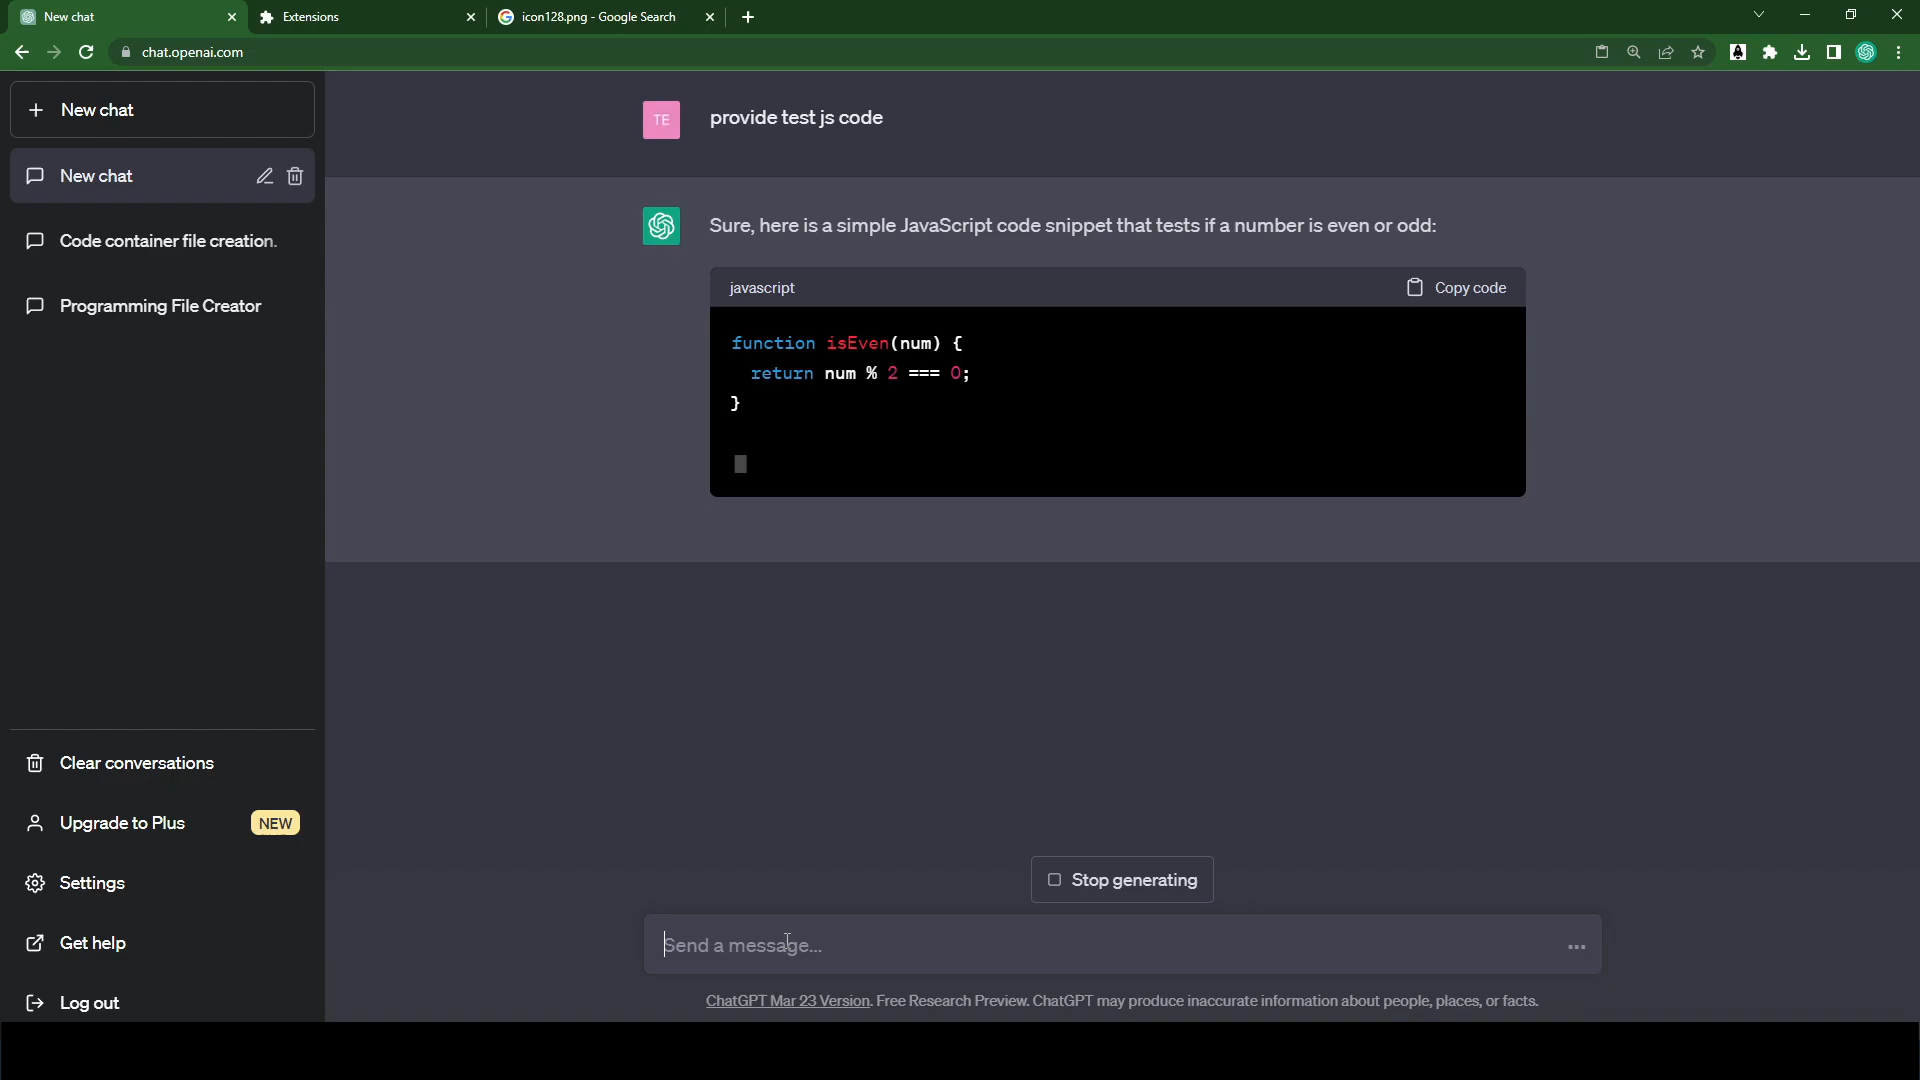 New chat
Extensions
icon128.png - Google Search
chat.openai.com
New chat
New chat
Code container file creation.
Programming File Creator
Clear conversations
Upgrade to Plus
NEW
Settings
Get help
Log out
TE
provide test js code
Sure, here is a simple JavaScript code snippet that tests if a number is even or odd:
javascript
Copy code
function isEven(num) {
  return num % 2 === 0;
}
Stop generating
Send a message...
ChatGPT Mar 23 Version. Free Research Preview. ChatGPT may produce inaccurate information about people, places, or facts.